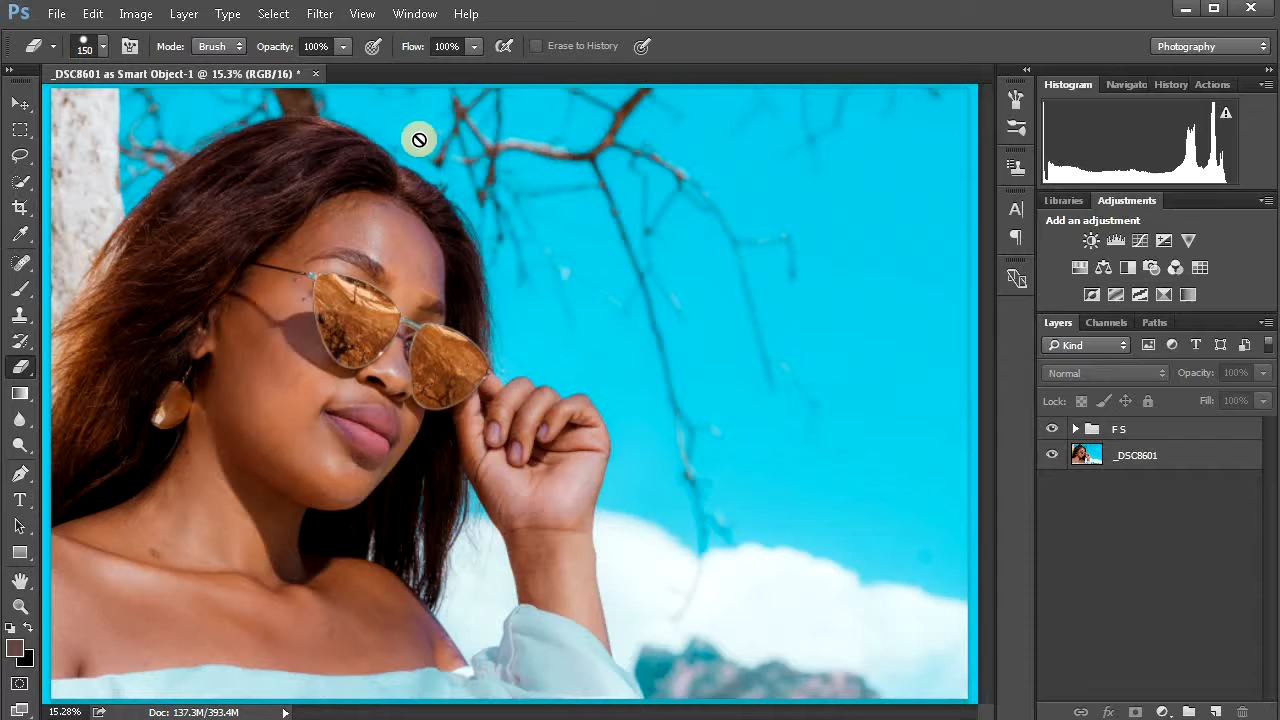 Ps File Edit Image Layer Type Select Filter View Window Help
150 Mode: Brush Opacity: 100% Flow: 100% Erase to History Photography
_DSC8601 as Smart Object-1 @ 15.3% (RGB/16) * ×
Histogram Navigato History Actions
Libraries Adjustments
Add an adjustment
Layers Channels Paths
Kind
Normal Opacity: 100%
Lock: Fill: 100%
F S
_DSC8601
15.28% Doc: 137.3M/393.4M